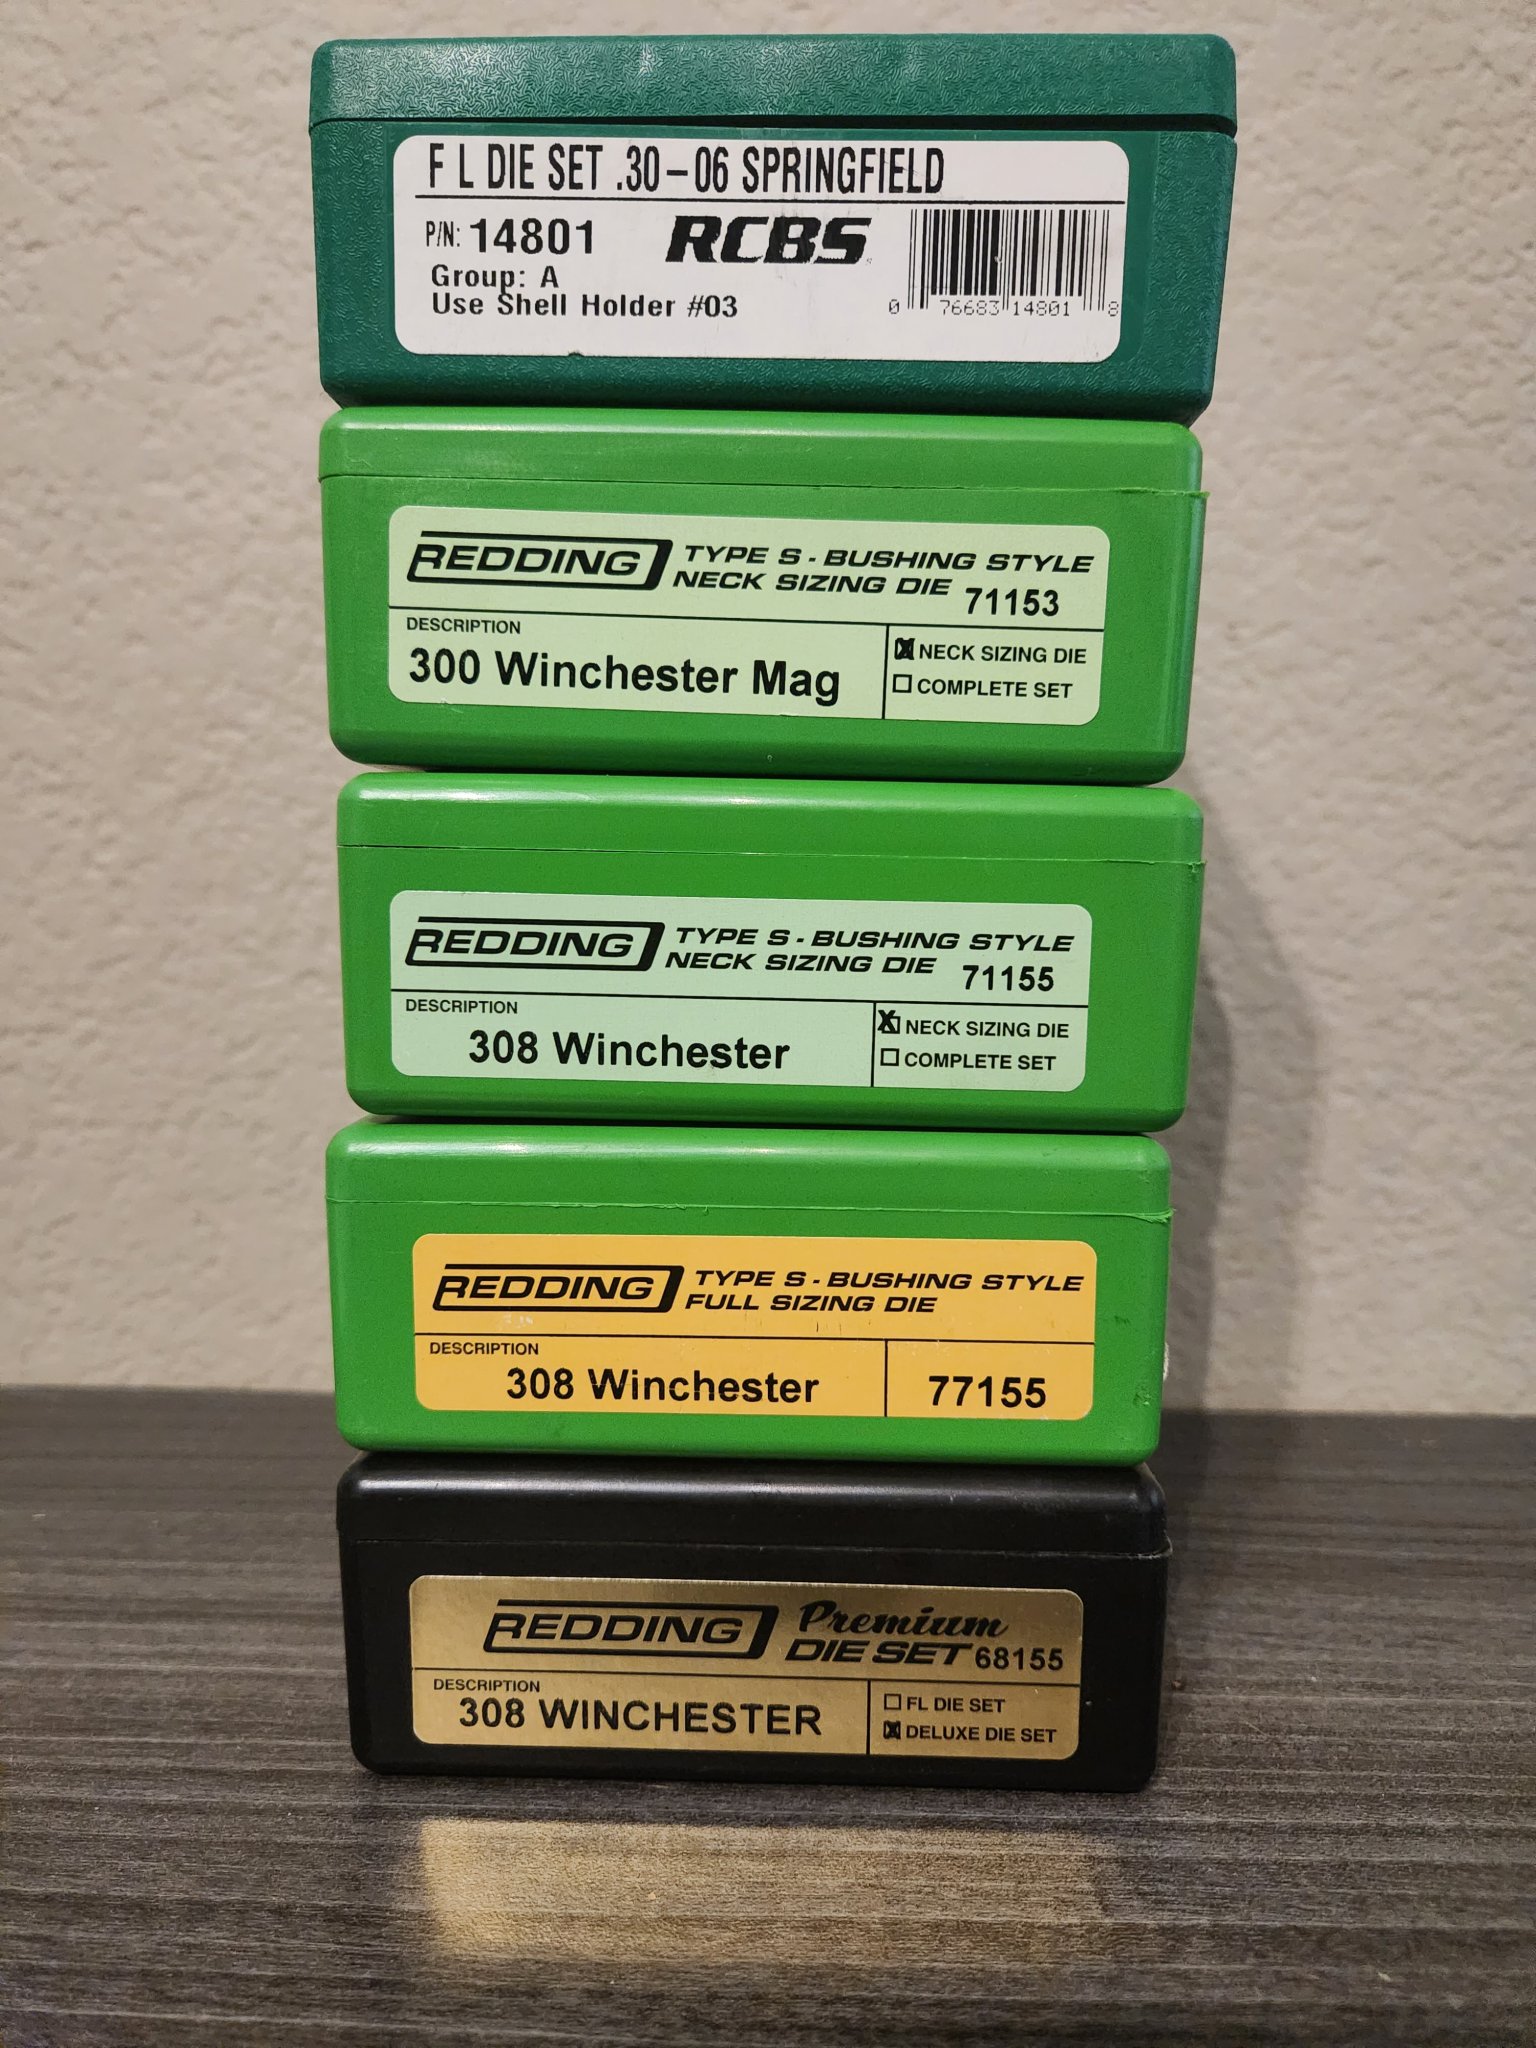 F L DIE SET .30-06 SPRINGFIELD
P/N: 14801 RCBS
Group: A
Use Shell Holder #03
0 76683 14801 8
REDDING TYPE S - BUSHING STYLE
NECK SIZING DIE 71153
DESCRIPTION
300 Winchester Mag
X NECK SIZING DIE
COMPLETE SET
REDDING TYPE S - BUSHING STYLE
NECK SIZING DIE 71155
DESCRIPTION
308 Winchester
X NECK SIZING DIE
COMPLETE SET
REDDING TYPE S - BUSHING STYLE
FULL SIZING DIE
DESCRIPTION
308 Winchester 77155
REDDING Premium
DIE SET 68155
DESCRIPTION
308 WINCHESTER
FL DIE SET
X DELUXE DIE SET